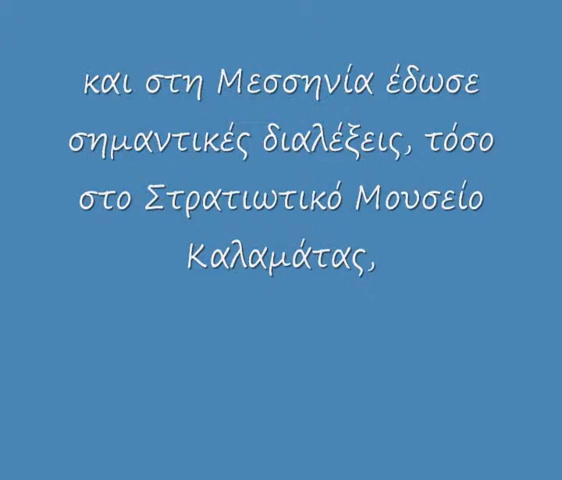 και στη Μεσσηνία έδωσε
σημαντικές διαλέξεις, τόσο
στο Στρατιωτικό Μουσείο
Καλαμάτας,